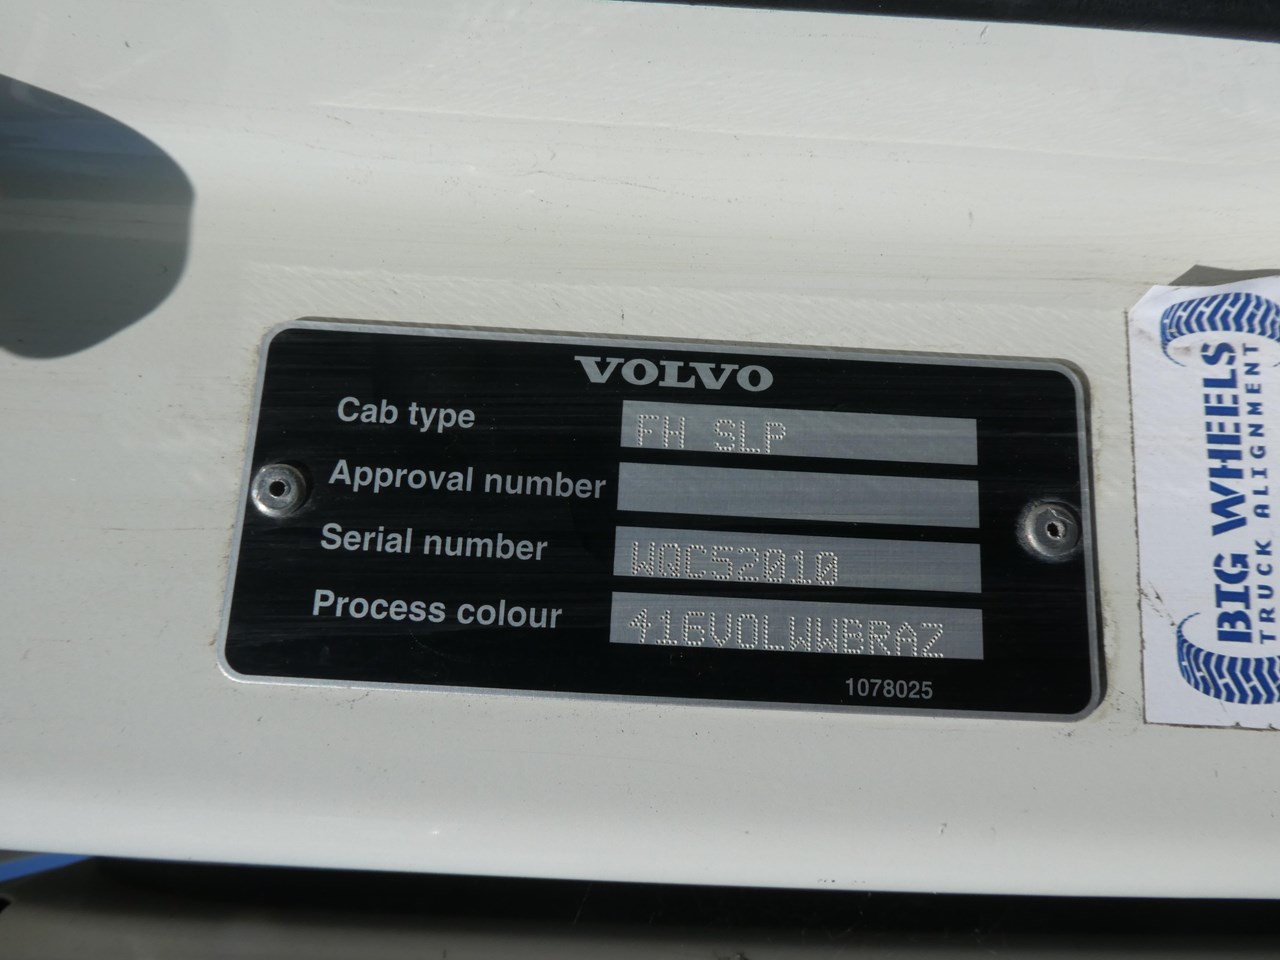 VOLVO
Cab type FH SLP
Approval number
Serial number WQC52010
Process colour 416VOLWWBRAZ
1078025
BIG WHEELS
TRUCK ALIGNMENT